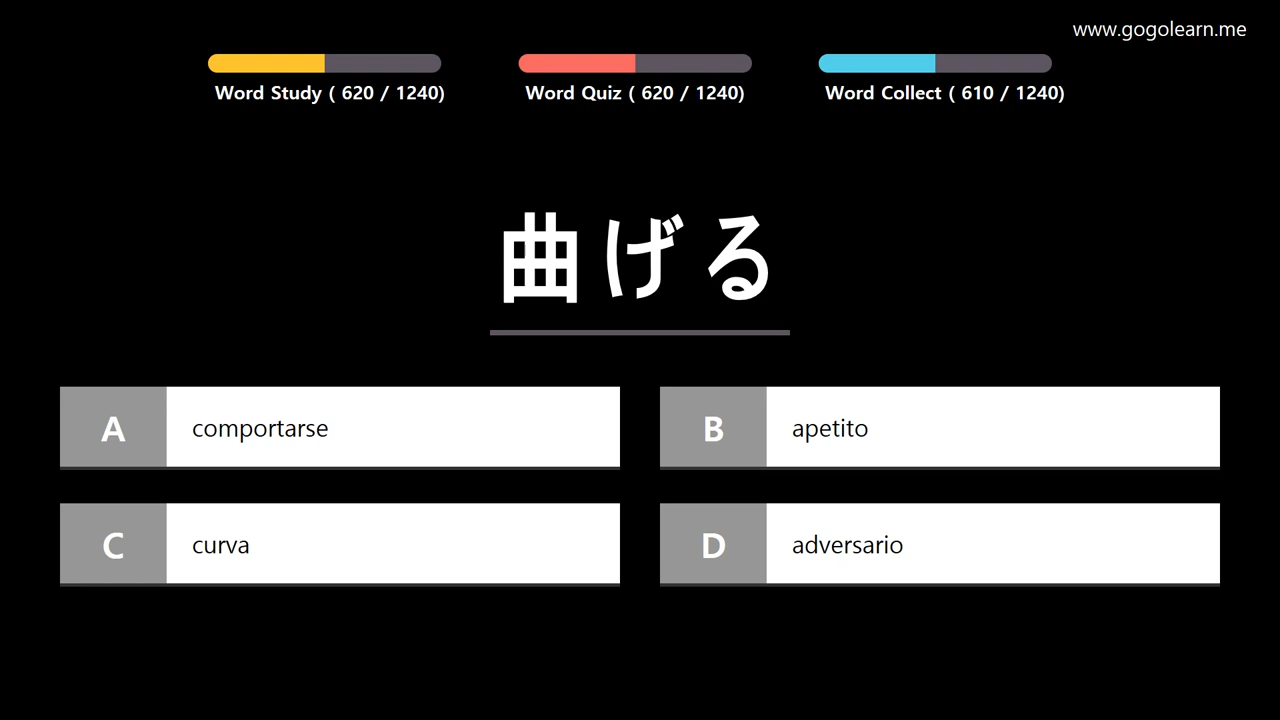 www.gogolearn.me
Word Study ( 620 / 1240)
Word Quiz ( 620 / 1240)
Word Collect ( 610 / 1240)
曲げる
A comportarse
B apetito
C curva
D adversario